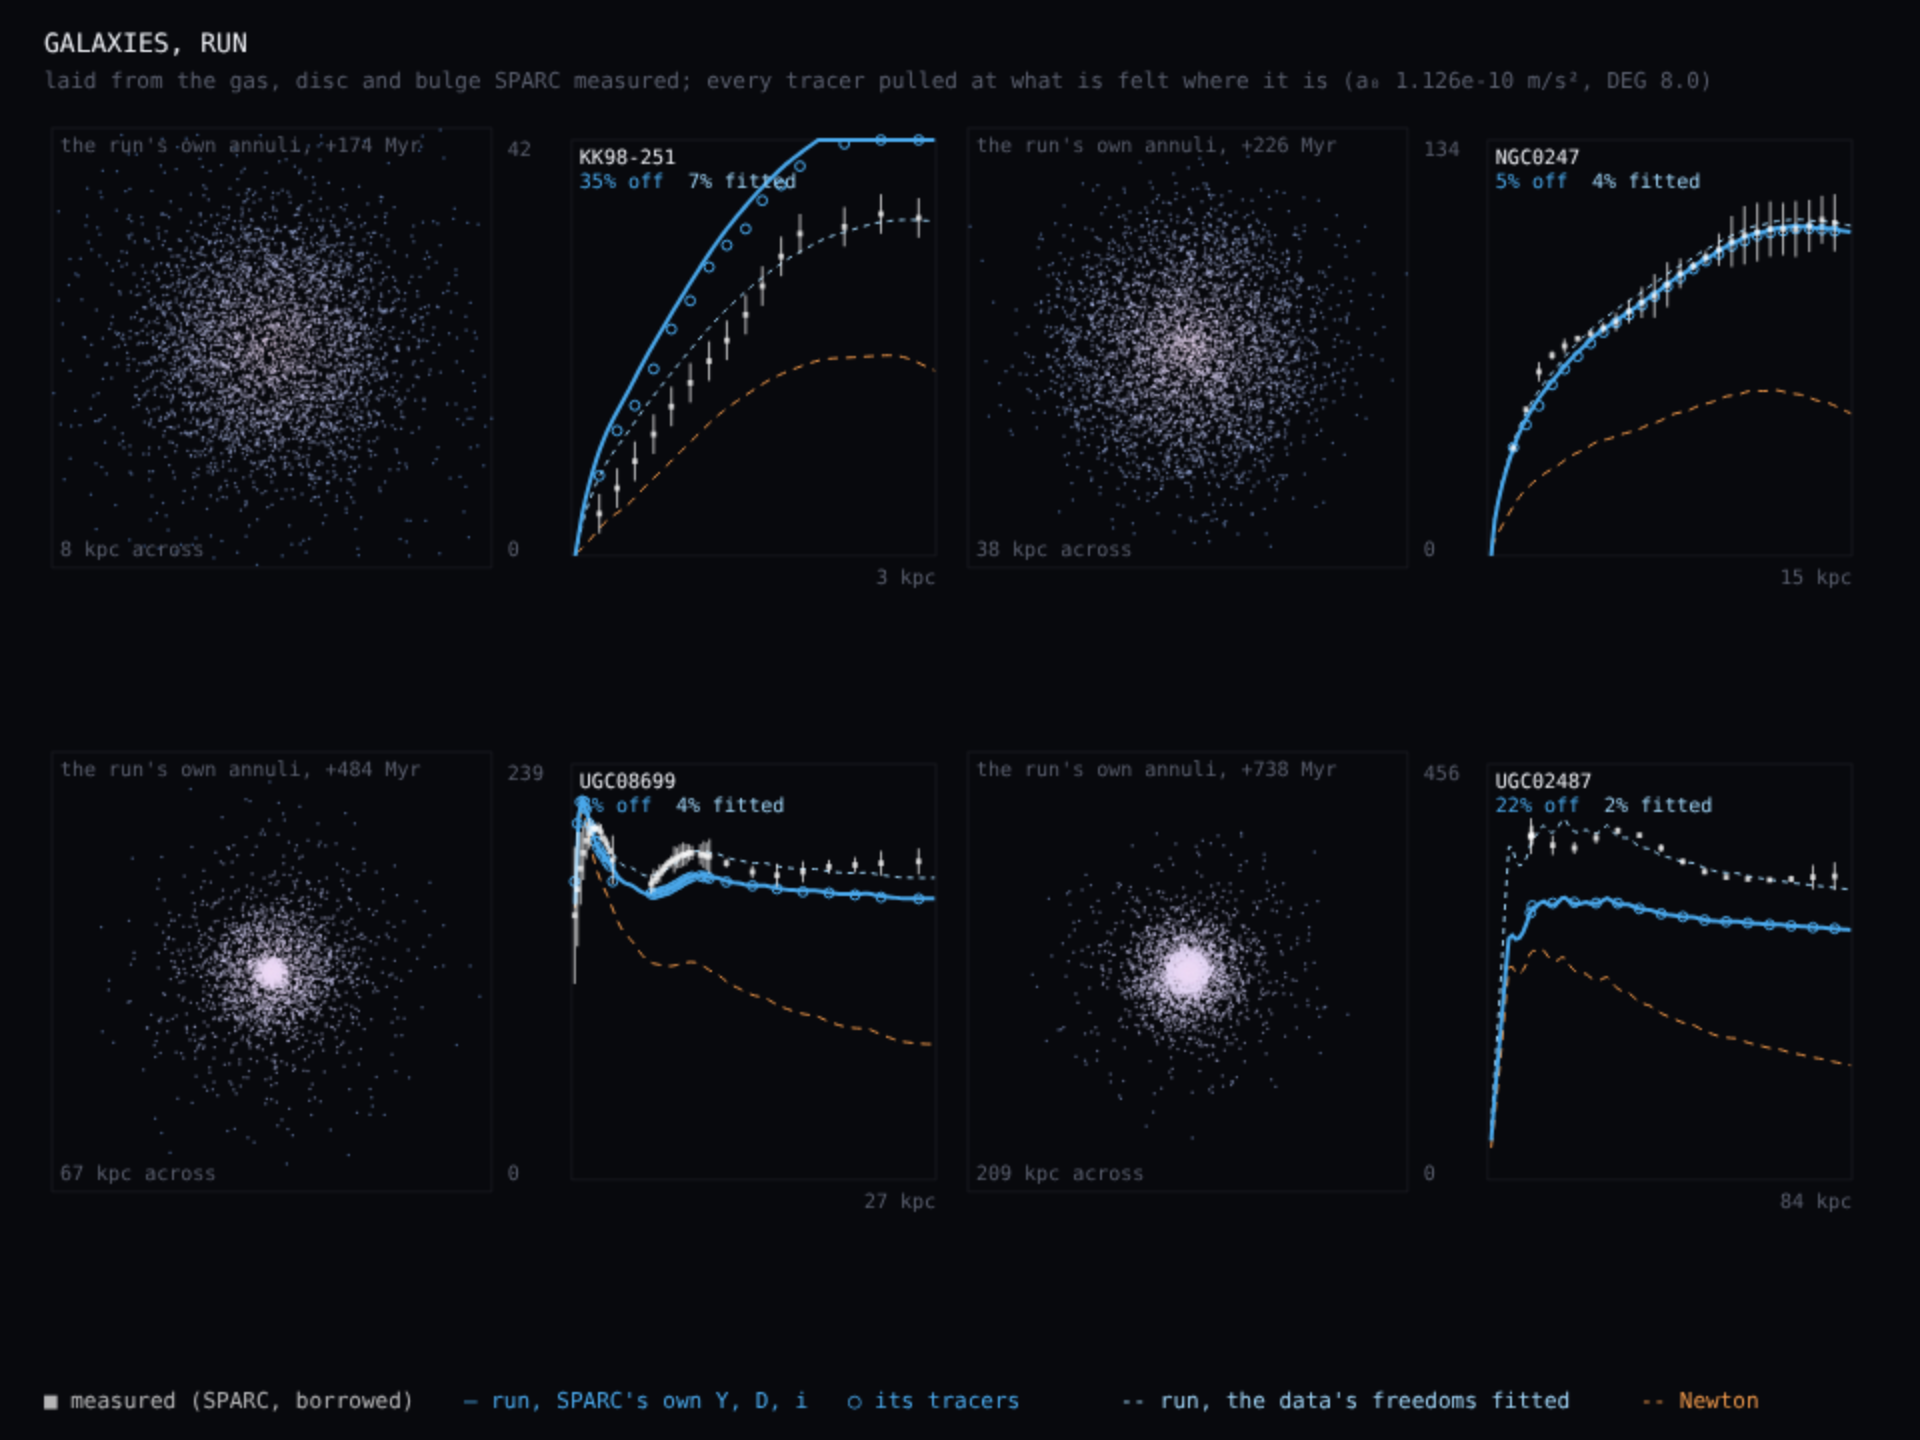 GALAXIES, RUN
laid from the gas, disc and bulge SPARC measured; every tracer pulled at what is felt where it is (a₀ 1.126e-10 m/s², DEG 8.0)
the run's own annuli, +174 Myr
8 kpc across
42
0
KK98-251
35% off 7% fitted
3 kpc
the run's own annuli, +226 Myr
38 kpc across
134
0
NGC0247
5% off 4% fitted
15 kpc
the run's own annuli, +484 Myr
67 kpc across
239
0
UGC08699
% off 4% fitted
27 kpc
the run's own annuli, +738 Myr
209 kpc across
456
0
UGC02487
22% off 2% fitted
84 kpc
measured (SPARC, borrowed)
run, SPARC's own Y, D, i
its tracers
run, the data's freedoms fitted
Newton